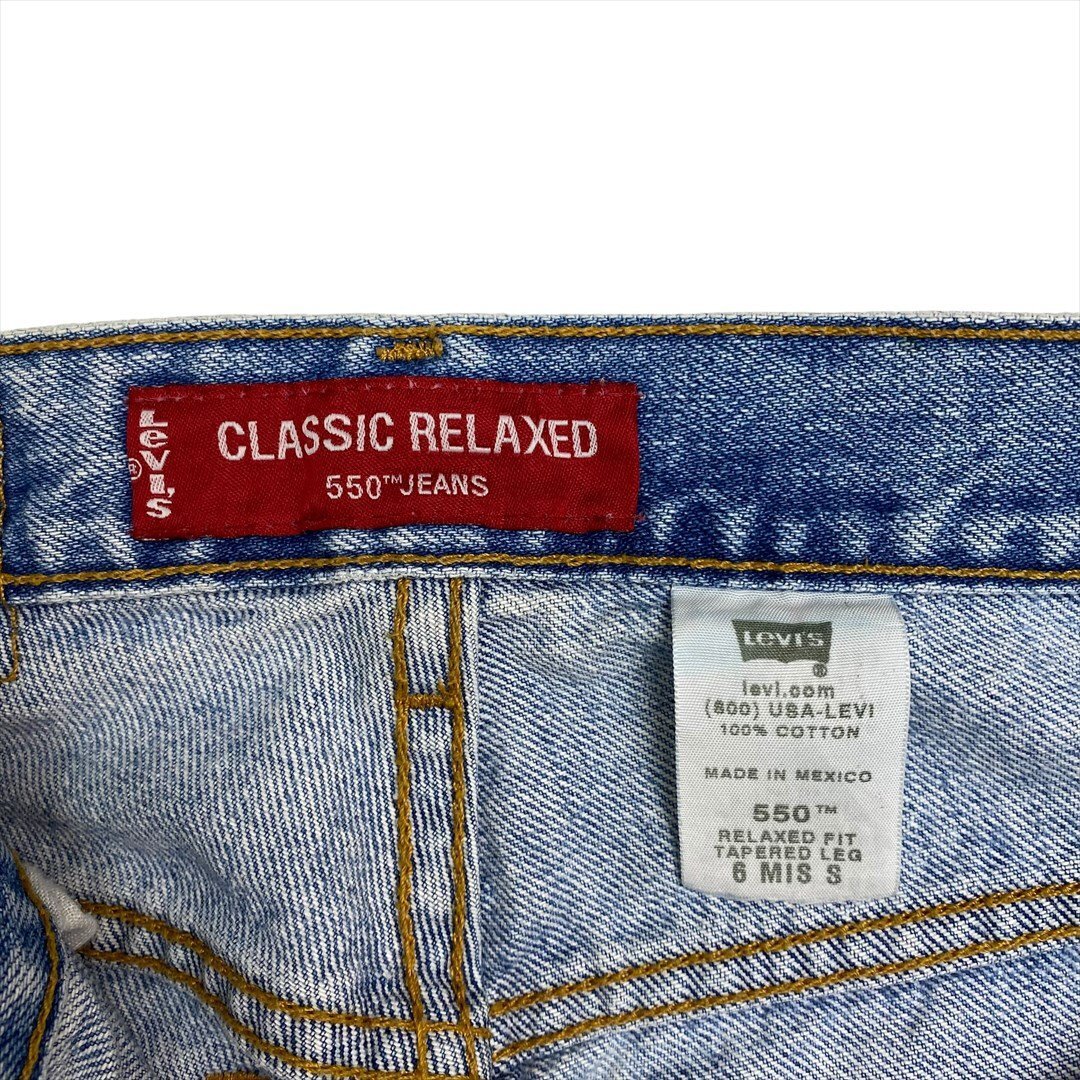 LEVI'S
®
CLASSIC RELAXED
550™ JEANS
LEVI'S
®
levi.com
(800) USA-LEVI
100% COTTON
MADE IN MEXICO
550™
RELAXED FIT
TAPERED LEG
6 MIS S